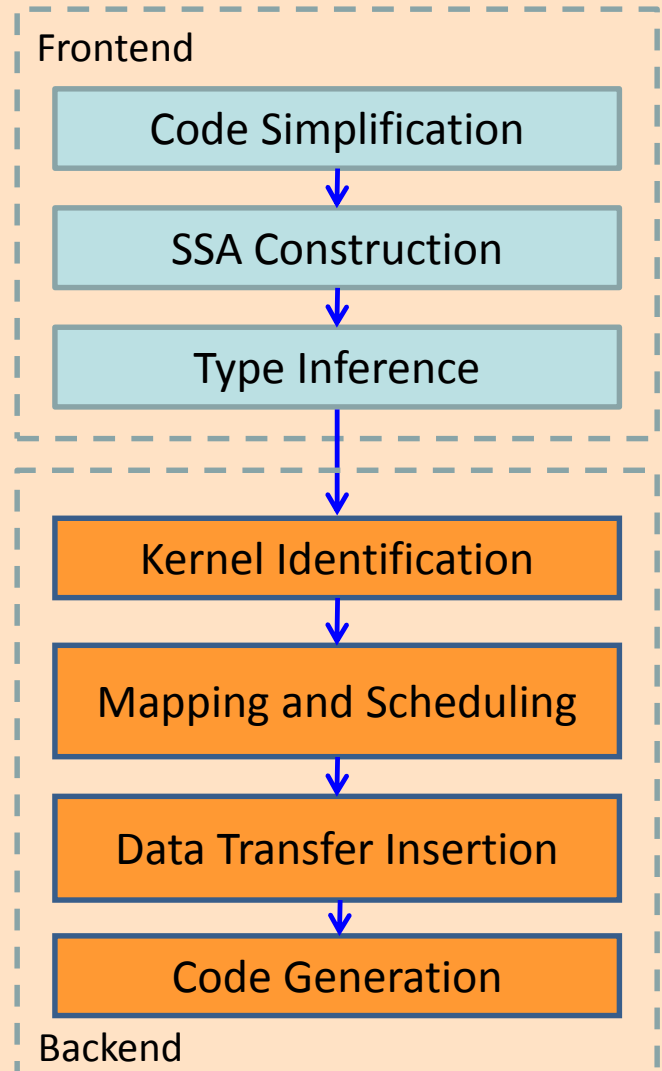 Frontend
Code Simplification
SSA Construction
Type Inference
Kernel Identification
Mapping and Scheduling
Data Transfer Insertion
Code Generation
Backend